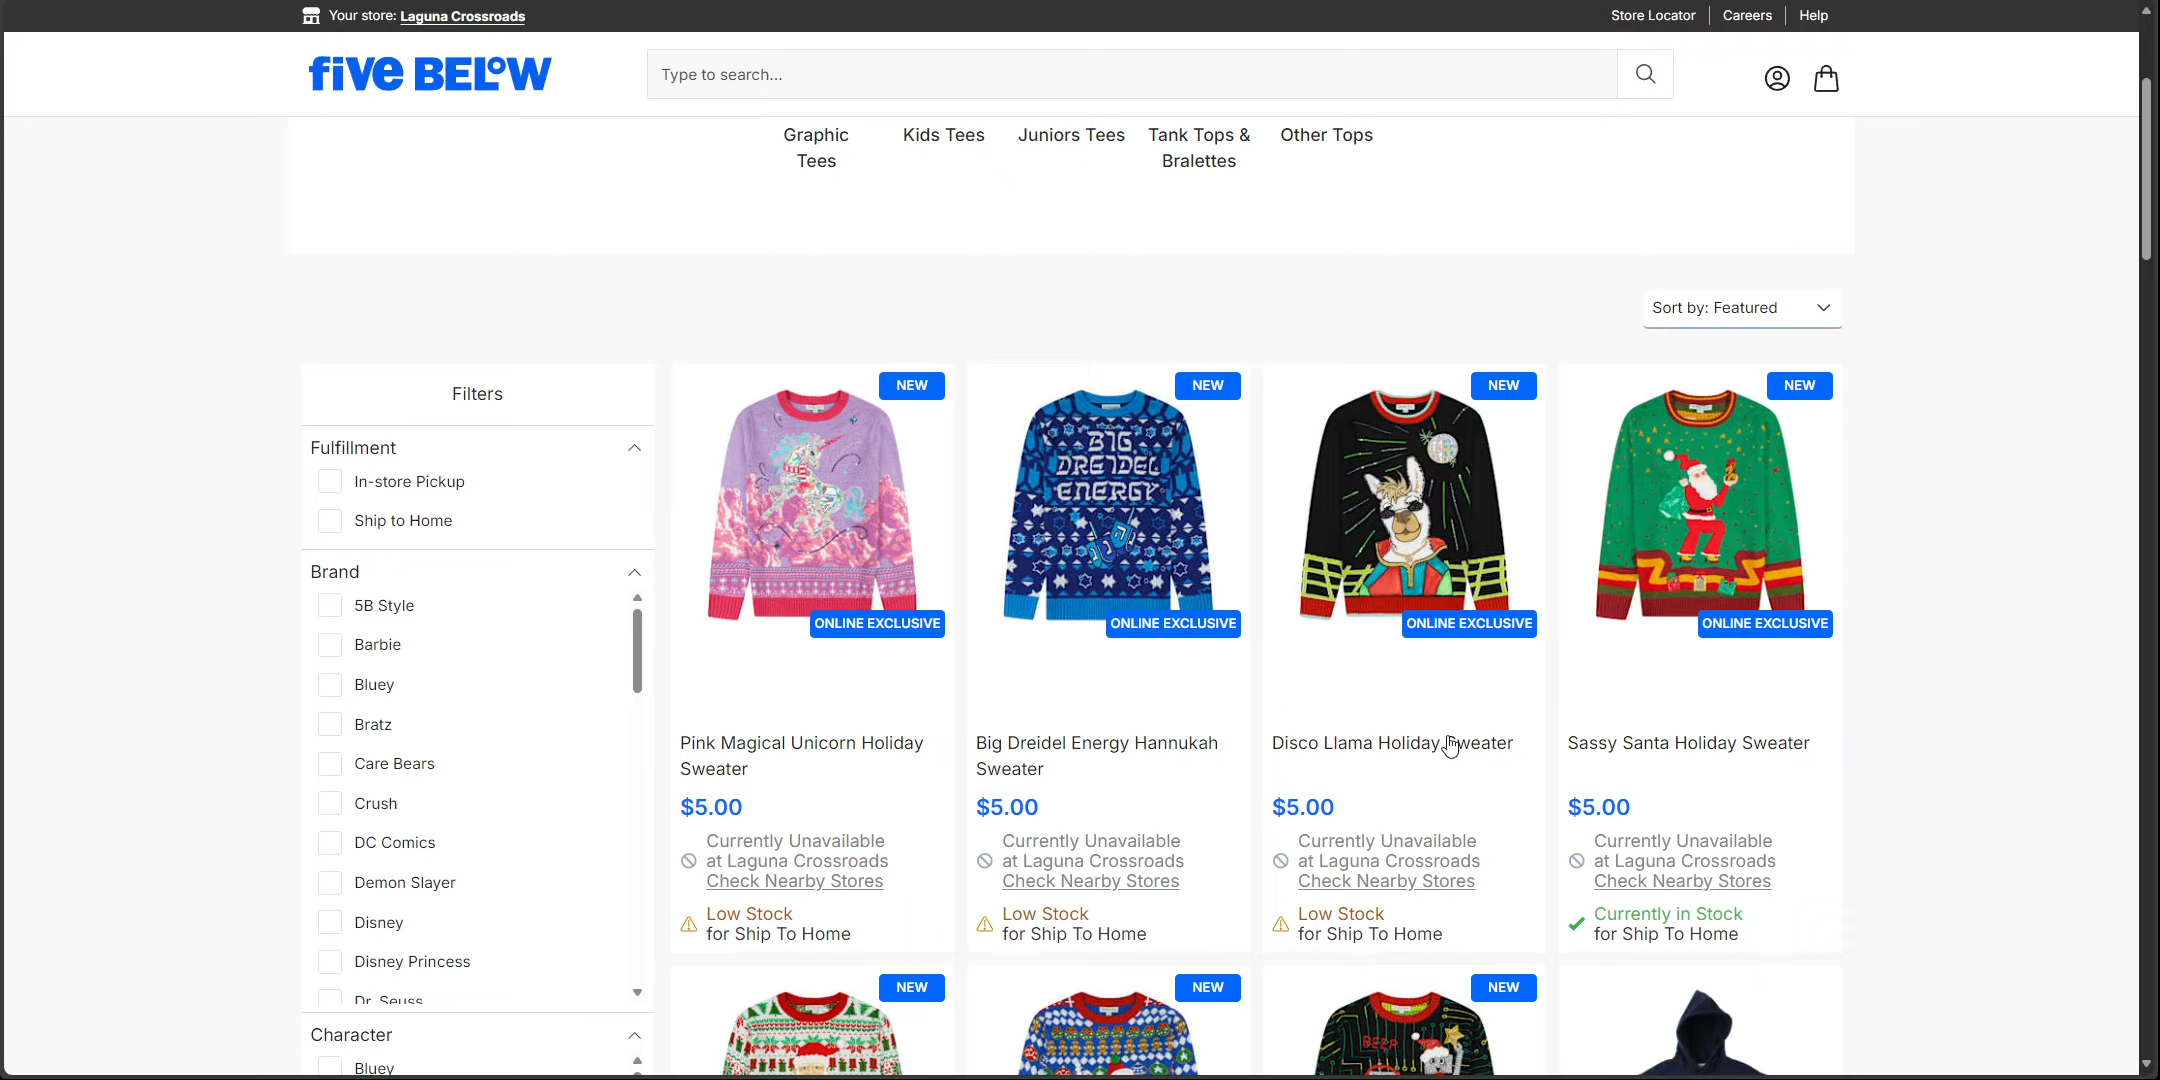 Your store: Laguna Crossroads
Store Locator
Careers
Help
five BELOW
Type to search...
Graphic
Tees
Kids Tees
Juniors Tees
Tank Tops &
Bralettes
Other Tops
Sort by: Featured
Filters
Fulfillment
In-store Pickup
Ship to Home
Brand
5B Style
Barbie
Bluey
Bratz
Care Bears
Crush
DC Comics
Demon Slayer
Disney
Disney Princess
Dr. Seuss
Character
Bluey
NEW
ONLINE EXCLUSIVE
Pink Magical Unicorn Holiday
Sweater
$5.00
Currently Unavailable
at Laguna Crossroads
Check Nearby Stores
Low Stock
for Ship To Home
NEW
BIG
DREIDEL
ENERGY
ONLINE EXCLUSIVE
Big Dreidel Energy Hannukah
Sweater
$5.00
Currently Unavailable
at Laguna Crossroads
Check Nearby Stores
Low Stock
for Ship To Home
NEW
ONLINE EXCLUSIVE
Disco Llama Holiday Sweater
$5.00
Currently Unavailable
at Laguna Crossroads
Check Nearby Stores
Low Stock
for Ship To Home
NEW
ONLINE EXCLUSIVE
Sassy Santa Holiday Sweater
$5.00
Currently Unavailable
at Laguna Crossroads
Check Nearby Stores
Currently in Stock
for Ship To Home
NEW
NEW
NEW
BEEP